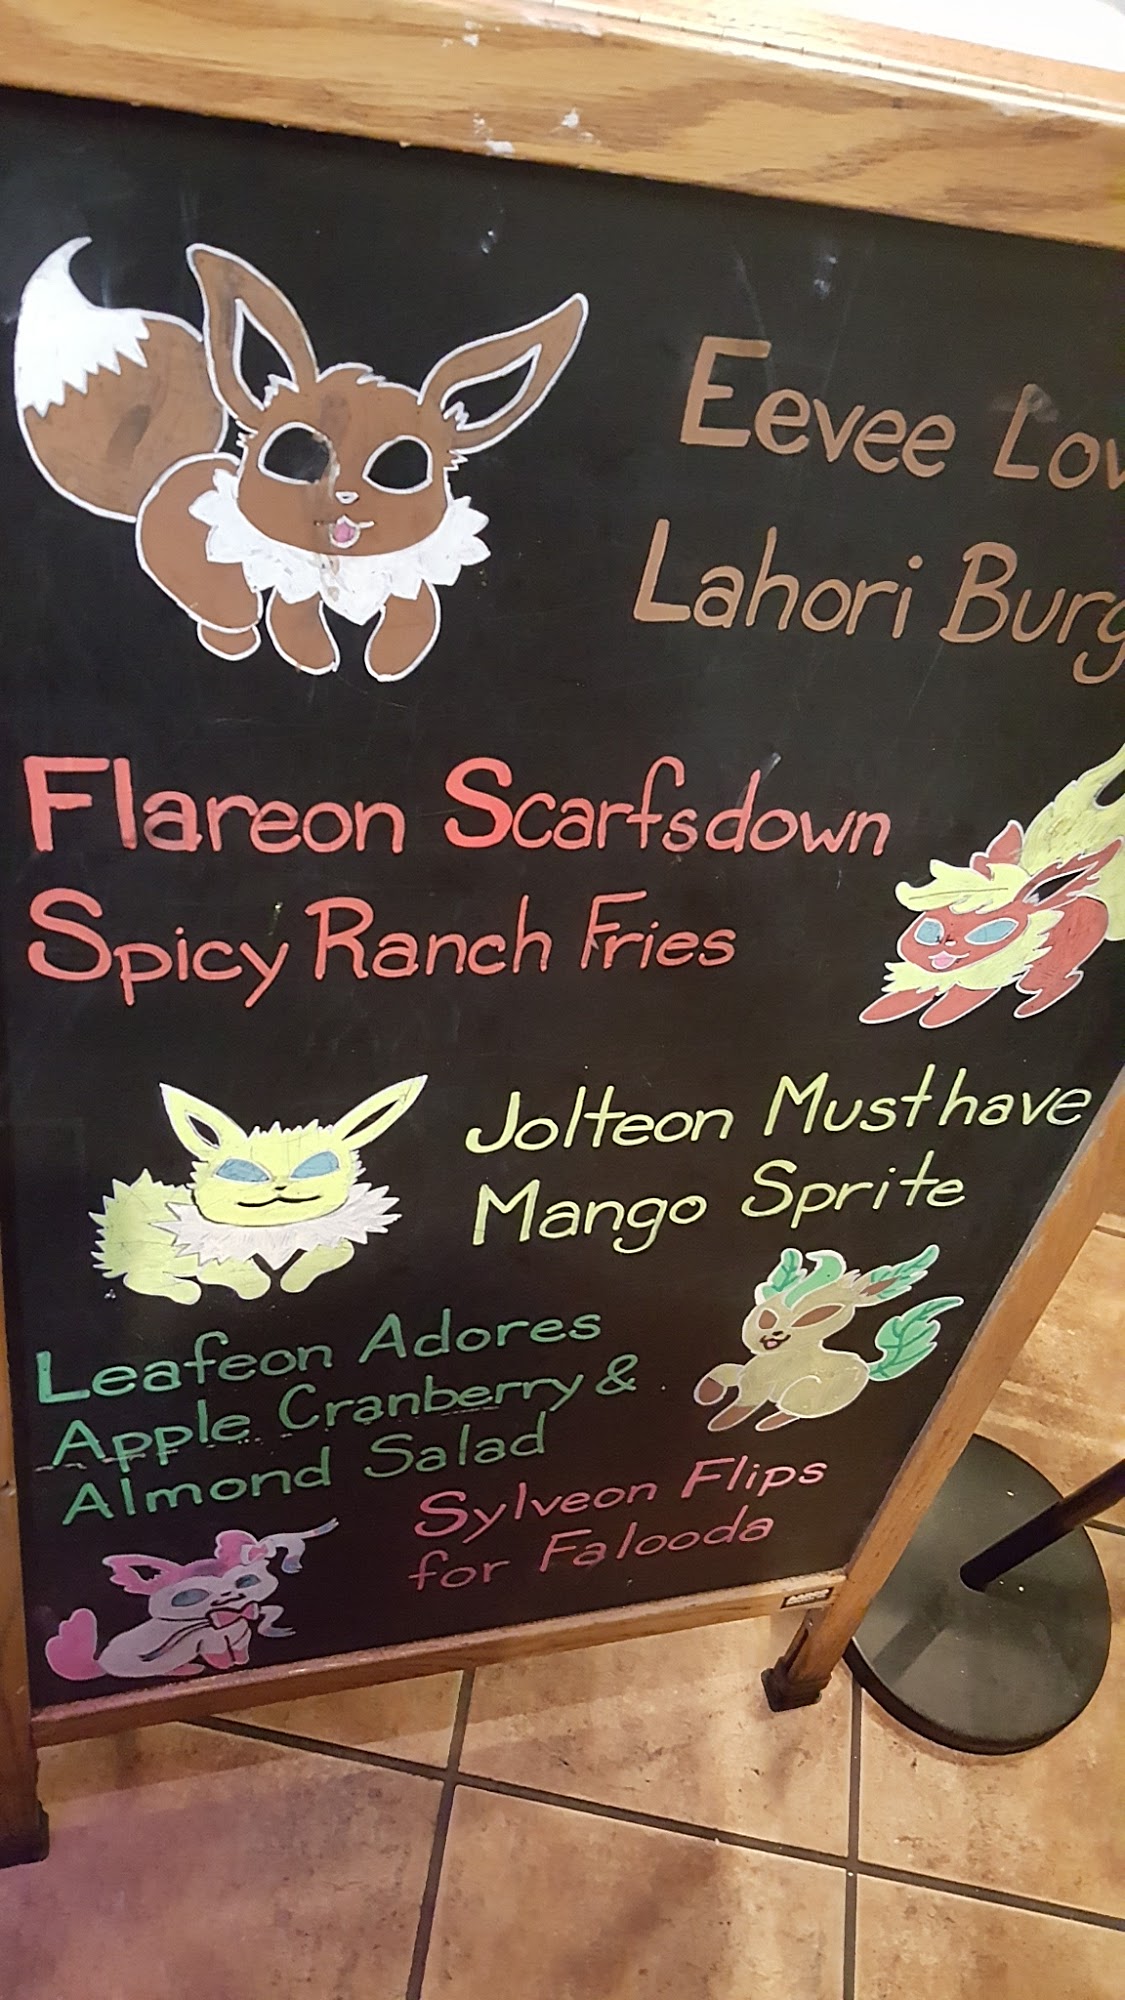 Eevee Lov
Lahori Burg
Flareon Scarfsdown
Spicy Ranch Fries
Jolteon Musthave
Mango Sprite
Leafeon Adores
Apple Cranberry &
Almond Salad
Sylveon Flips
for Falooda